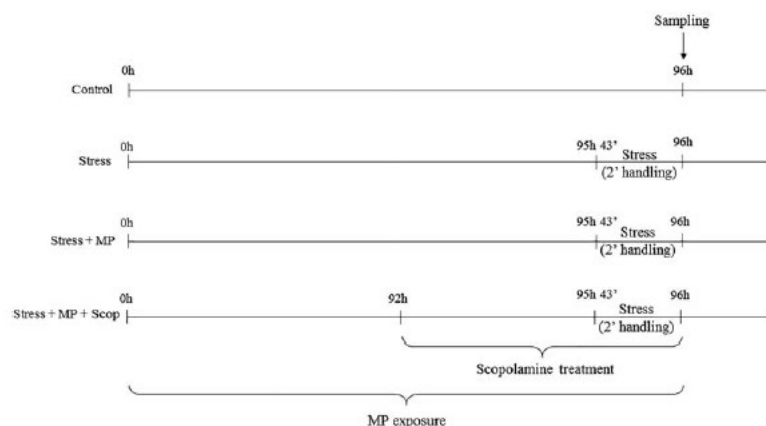 Sampling
0h 96h
Control
0h 95h 43’ 96h
Stress Stress
(2’ handling)
0h 95h 43’ 96h
Stress + MP Stress
(2’ handling)
0h 92h 95h 43’ 96h
Stress + MP + Scop Stress
(2’ handling)
Scopolamine treatment
MP exposure